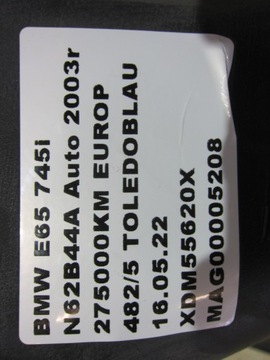 BMW E65 745i
N62B44A Auto 2003r
275000KM EUROP
482/5 TOLEDOBLAU
16.05.22
XDM55620X
MAG00005208